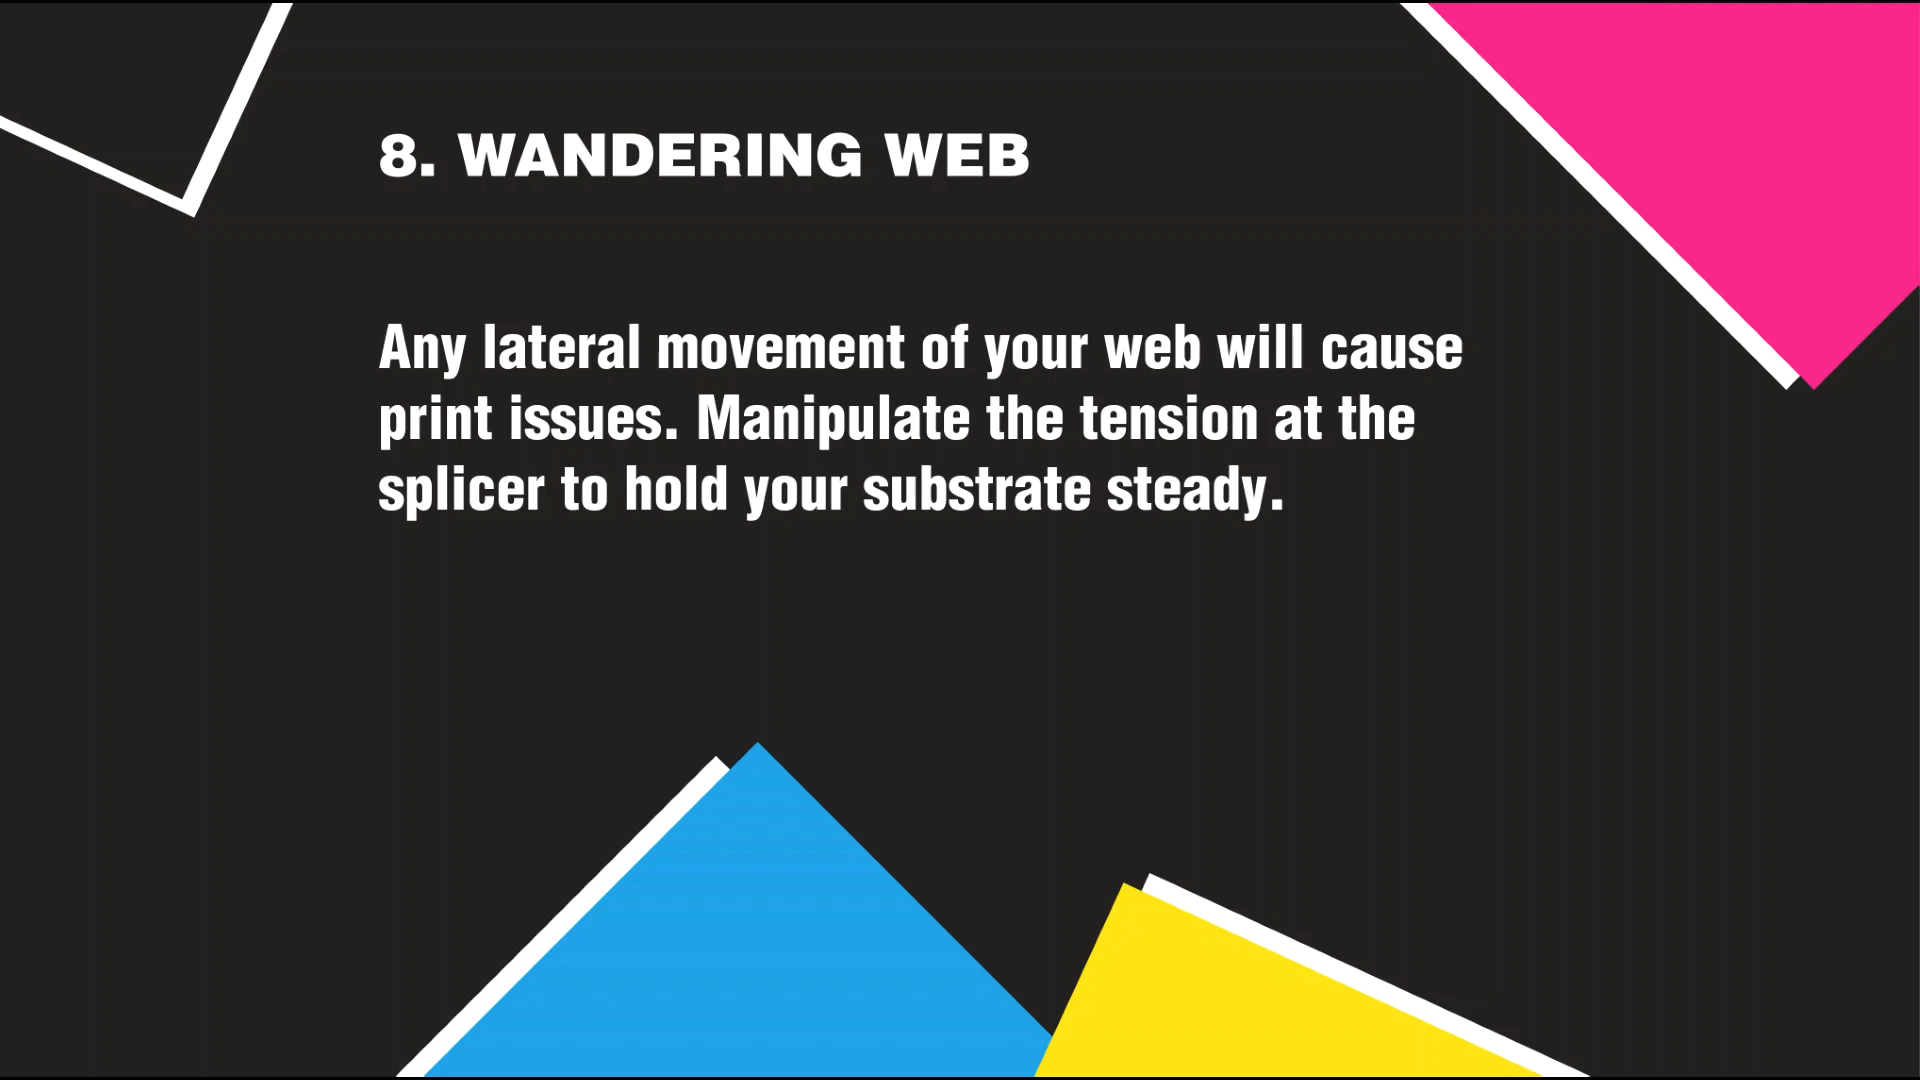 8. WANDERING WEB
Any lateral movement of your web will cause
print issues. Manipulate the tension at the
splicer to hold your substrate steady.